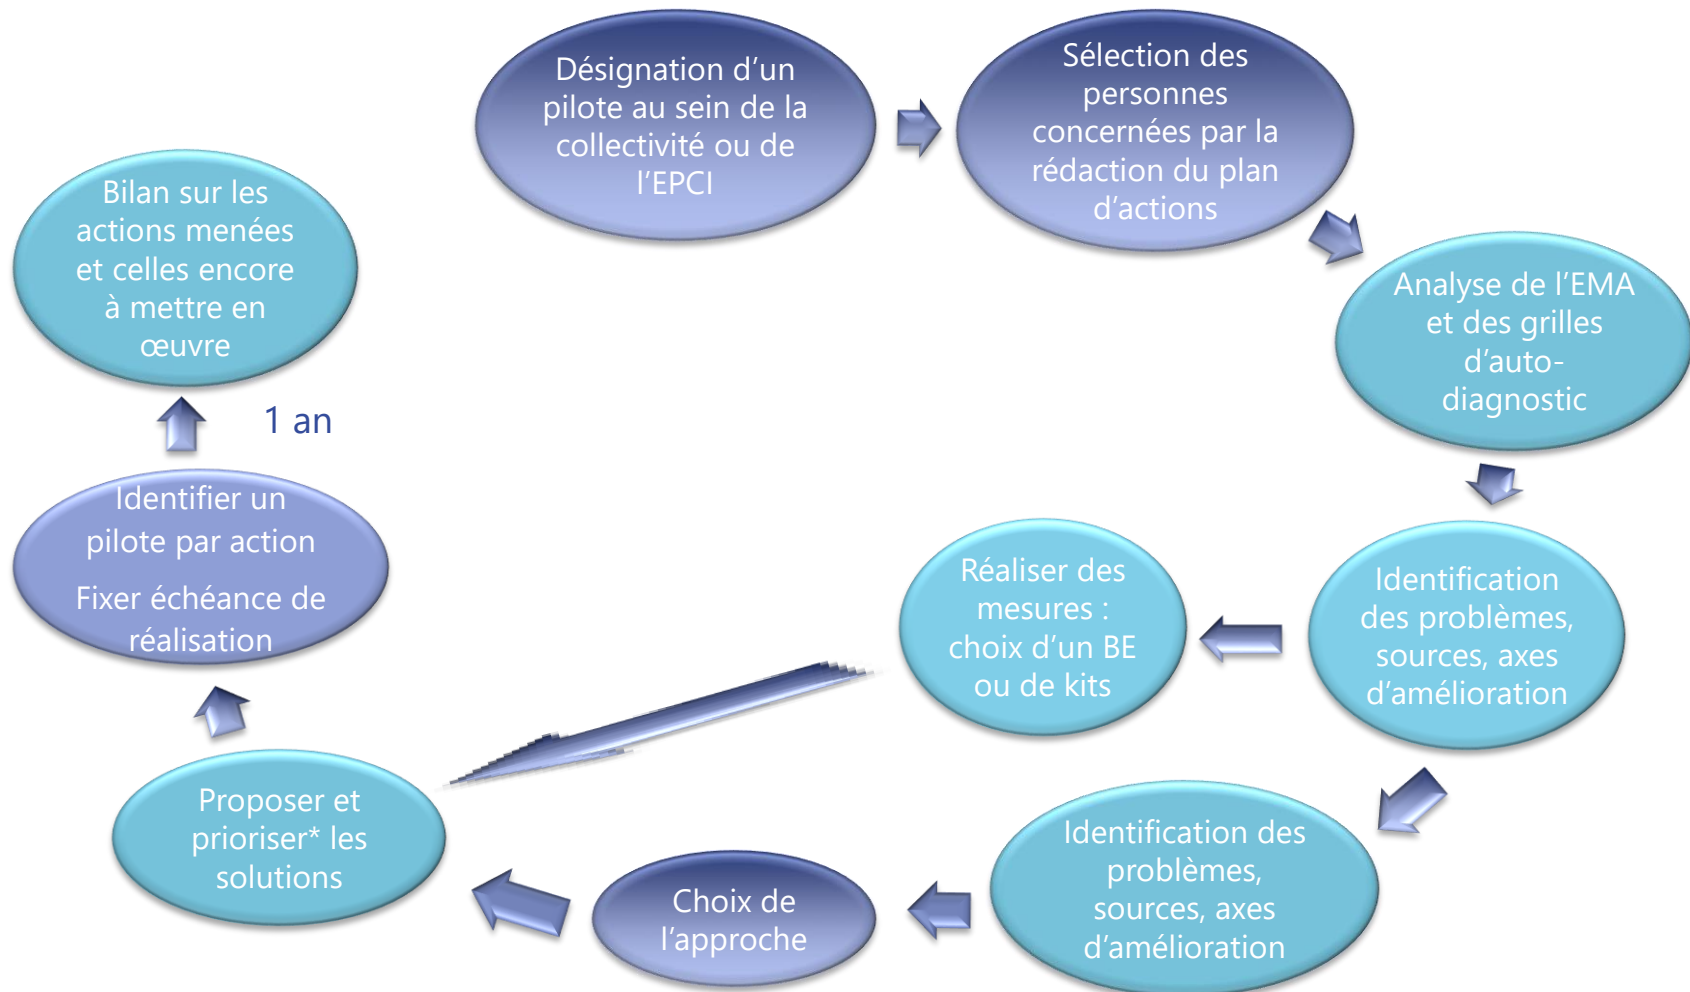 Désignation d’un
pilote au sein de la
collectivité ou de
l’EPCI
Sélection des
personnes
concernées par la
rédaction du plan
d’actions
Analyse de l’EMA
et des grilles
d’auto-
diagnostic
Identification
des problèmes,
sources, axes
d’amélioration
Réaliser des
mesures :
choix d’un BE
ou de kits
Identification des
problèmes,
sources, axes
d’amélioration
Choix de
l’approche
Proposer et
prioriser* les
solutions
Identifier un
pilote par action
Fixer échéance de
réalisation
1 an
Bilan sur les
actions menées
et celles encore
à mettre en
œuvre